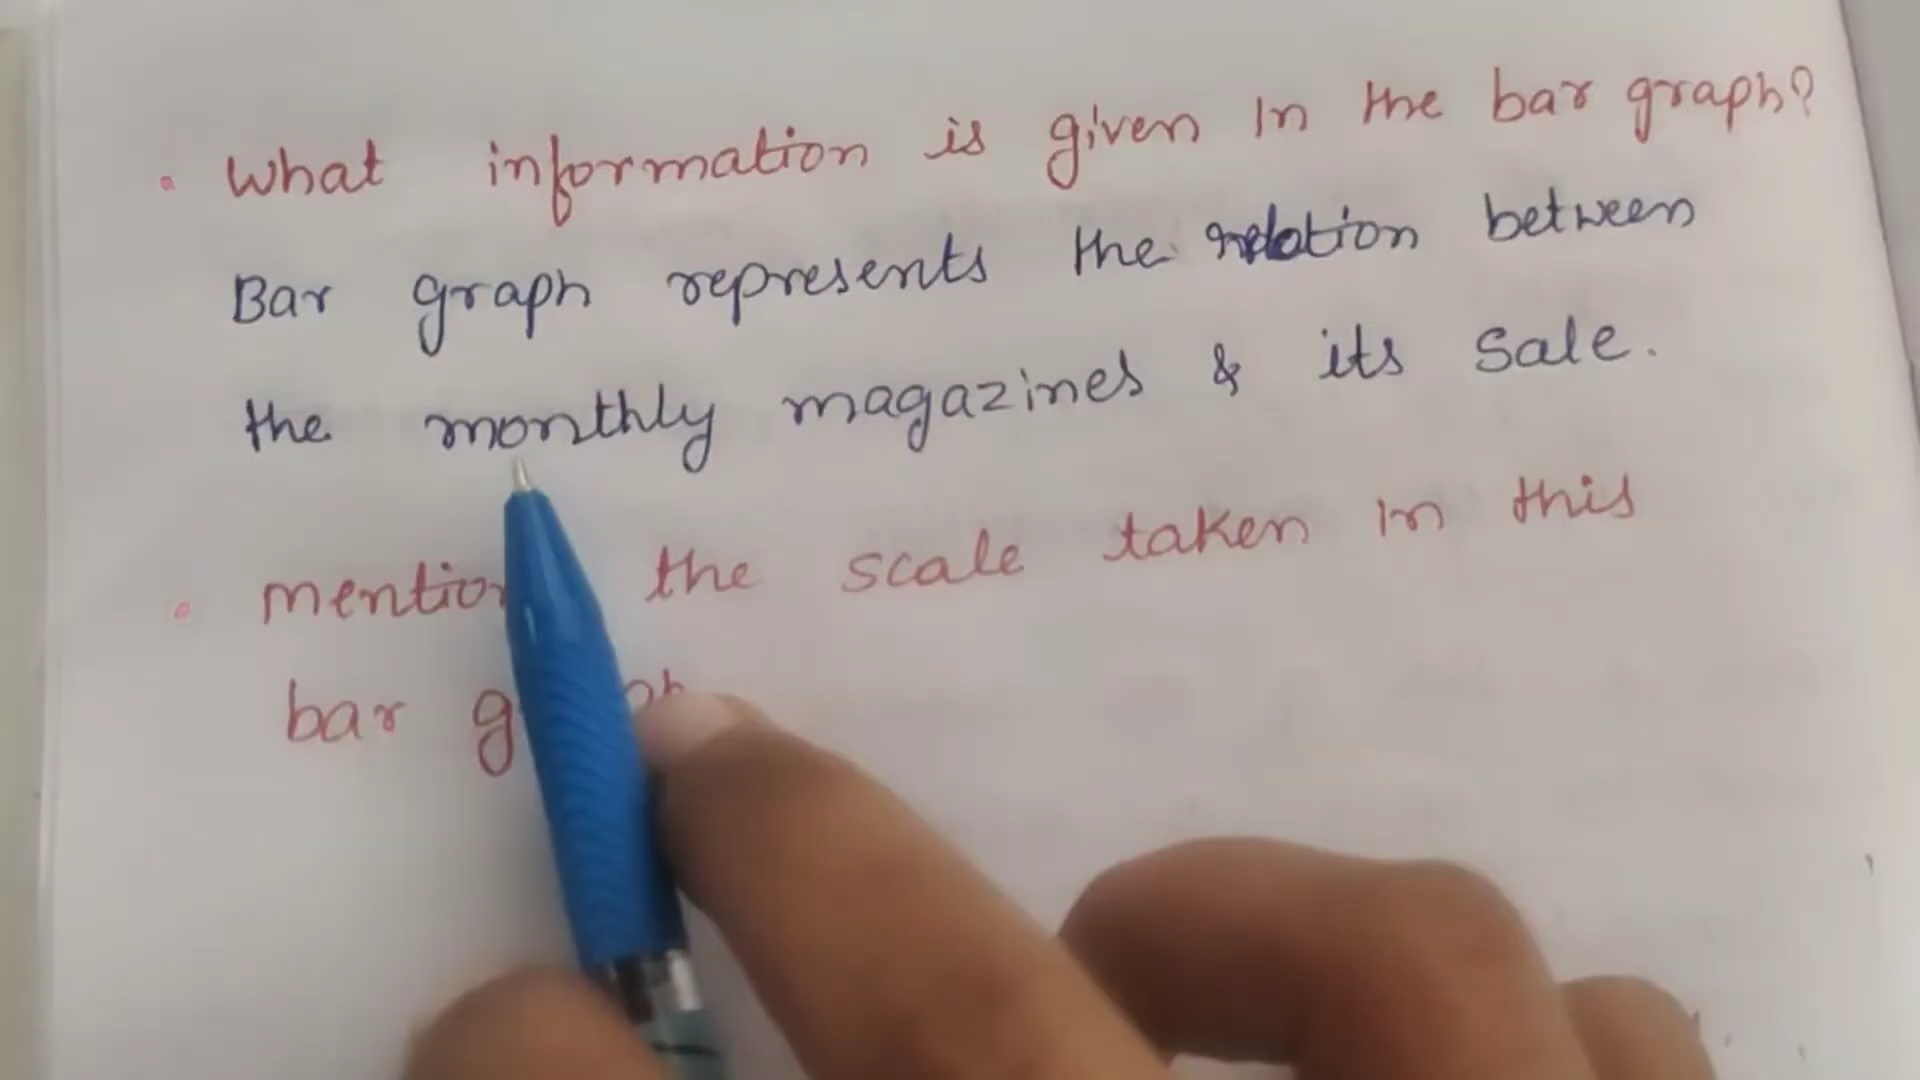 What information is given in the bar graph?
Bar graph represents the relation between
the monthly magazines & its sale.
mention the scale taken in this
bar